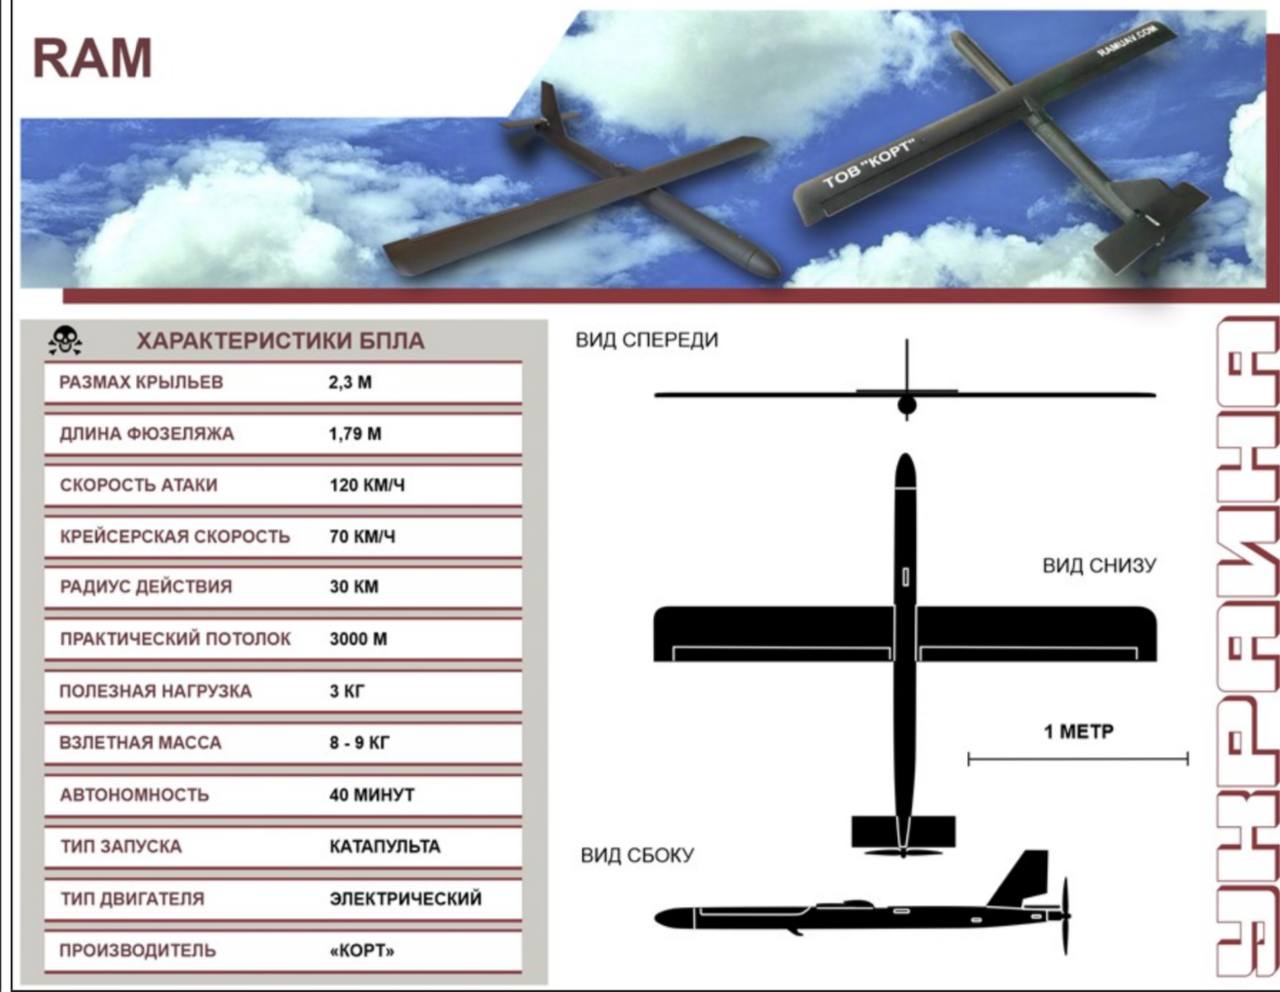 RAM
RAMUAV.COM
ТОВ "КОРТ"
ХАРАКТЕРИСТИКИ БПЛА
РАЗМАХ КРЫЛЬЕВ 2,3 М
ДЛИНА ФЮЗЕЛЯЖА 1,79 М
СКОРОСТЬ АТАКИ 120 КМ/Ч
КРЕЙСЕРСКАЯ СКОРОСТЬ 70 КМ/Ч
РАДИУС ДЕЙСТВИЯ 30 КМ
ПРАКТИЧЕСКИЙ ПОТОЛОК 3000 М
ПОЛЕЗНАЯ НАГРУЗКА 3 КГ
ВЗЛЕТНАЯ МАССА 8 - 9 КГ
АВТОНОМНОСТЬ 40 МИНУТ
ТИП ЗАПУСКА КАТАПУЛЬТА
ТИП ДВИГАТЕЛЯ ЭЛЕКТРИЧЕСКИЙ
ПРОИЗВОДИТЕЛЬ «КОРТ»
ВИД СПЕРЕДИ
ВИД СНИЗУ
1 МЕТР
ВИД СБОКУ
УКРАИНА